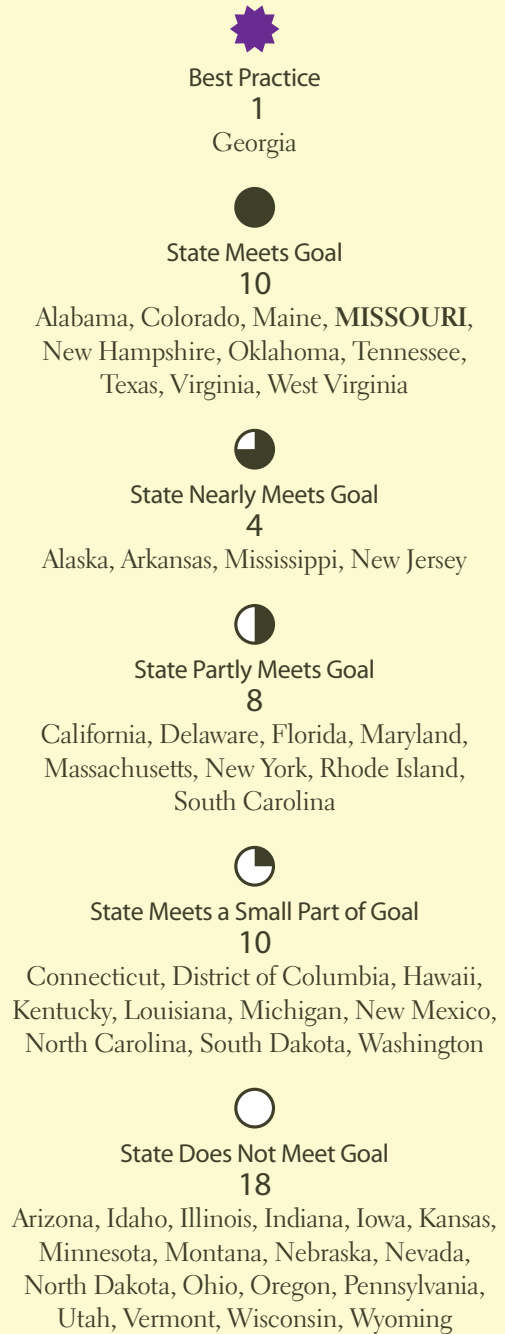 Best Practice
1
Georgia
State Meets Goal
10
Alabama, Colorado, Maine, MISSOURI,
New Hampshire, Oklahoma, Tennessee,
Texas, Virginia, West Virginia
State Nearly Meets Goal
4
Alaska, Arkansas, Mississippi, New Jersey
State Partly Meets Goal
8
California, Delaware, Florida, Maryland,
Massachusetts, New York, Rhode Island,
South Carolina
State Meets a Small Part of Goal
10
Connecticut, District of Columbia, Hawaii,
Kentucky, Louisiana, Michigan, New Mexico,
North Carolina, South Dakota, Washington
State Does Not Meet Goal
18
Arizona, Idaho, Illinois, Indiana, Iowa, Kansas,
Minnesota, Montana, Nebraska, Nevada,
North Dakota, Ohio, Oregon, Pennsylvania,
Utah, Vermont, Wisconsin, Wyoming